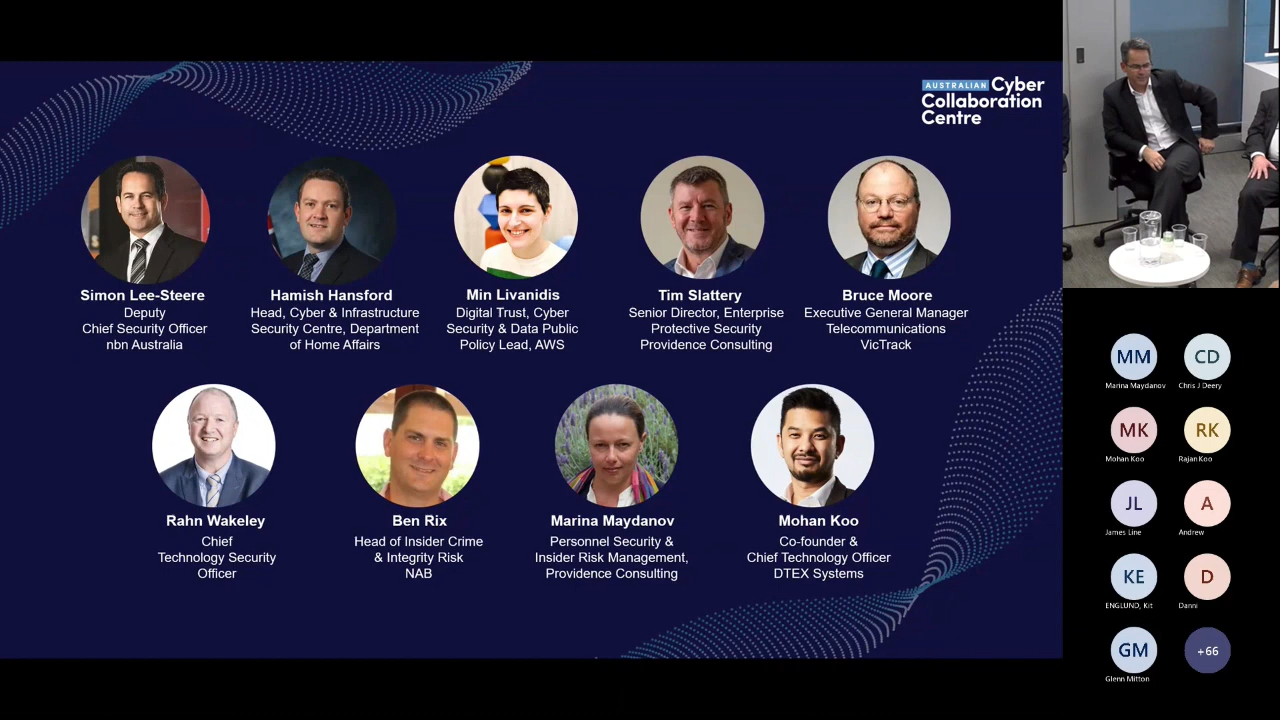 AUSTRALIAN Cyber
Collaboration
Centre
Simon Lee-Steere
Deputy
Chief Security Officer
nbn Australia
Hamish Hansford
Head, Cyber & Infrastructure
Security Centre, Department
of Home Affairs
Min Livanidis
Digital Trust, Cyber
Security & Data Public
Policy Lead, AWS
Tim Slattery
Senior Director, Enterprise
Protective Security
Providence Consulting
Bruce Moore
Executive General Manager
Telecommunications
VicTrack
Rahn Wakeley
Chief
Technology Security
Officer
Ben Rix
Head of Insider Crime
& Integrity Risk
NAB
Marina Maydanov
Personnel Security &
Insider Risk Management,
Providence Consulting
Mohan Koo
Co-founder &
Chief Technology Officer
DTEX Systems
MM
Marina Maydanov
CD
Chris J Deery
MK
Mohan Koo
RK
Rajan Koo
JL
James Line
A
Andrew
KE
ENGLUND, Kit
D
Danni
GM
Glenn Mitton
+66